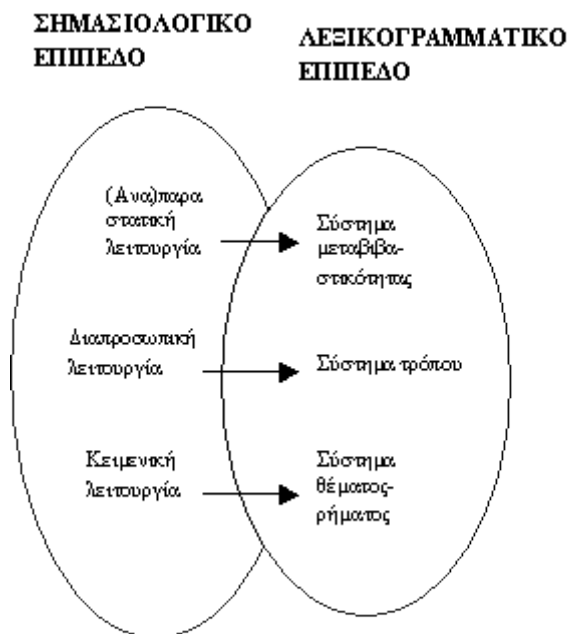 ΣΗΜΑΣΙΟΛΟΓΙΚΟ
ΕΠΙΠΕΔΟ
ΛΕΞΙΚΟΓΡΑΜΜΑΤΙΚΟ
ΕΠΙΠΕΔΟ
(Ανα)παρα
στατική
λειτουργία
Σύστημα
μεταβιβα-
στικότητας
Διαπροσωπική
λειτουργία
Σύστημα τρόπου
Κειμενική
λειτουργία
Σύστημα
θέματος-
ρήματος